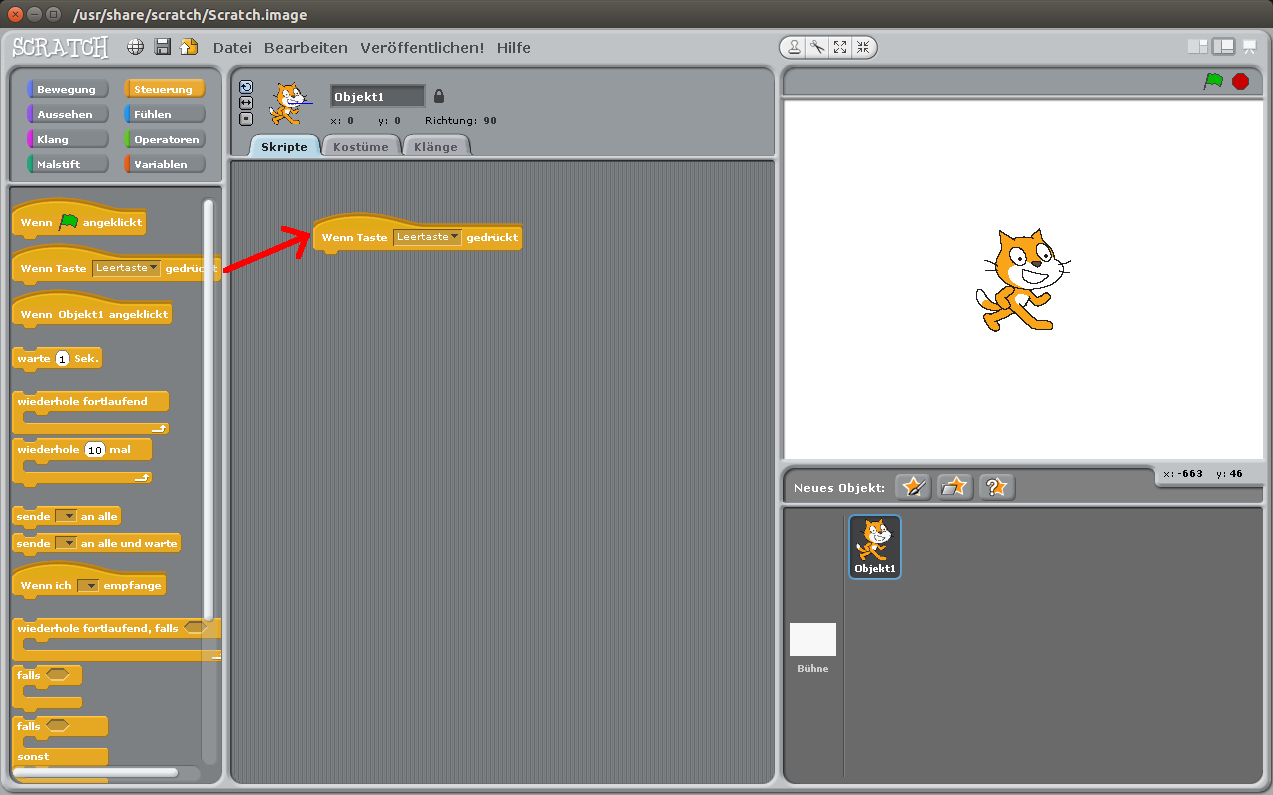 /usr/share/scratch/Scratch.image
SCRATCH Datei Bearbeiten Veröffentlichen! Hilfe
Bewegung Steuerung
Aussehen Fühlen
Klang Operatoren
Malstift Variablen
Wenn angeklickt
Wenn Taste Leertaste gedrückt
Wenn Objekt1 angeklickt
warte 1 Sek.
wiederhole fortlaufend
wiederhole 10 mal
sende an alle
sende an alle und warte
Wenn ich empfange
wiederhole fortlaufend, falls
falls
falls
sonst
Objekt1
x: 0 y: 0 Richtung: 90
Skripte Kostüme Klänge
Wenn Taste Leertaste gedrückt
x: -663 y: 46
Neues Objekt:
Objekt1
Bühne